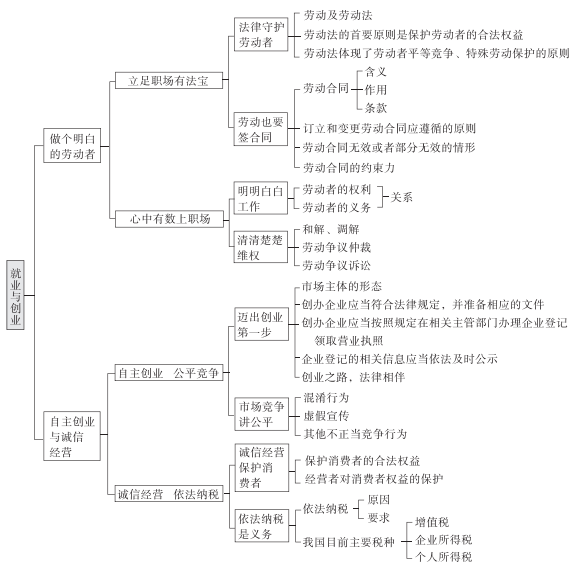 就业与创业
做个明白
的劳动者
立足职场有法宝
法律守护
劳动者
劳动及劳动法
劳动法的首要原则是保护劳动者的合法权益
劳动法体现了劳动者平等竞争、特殊劳动保护的原则
劳动也要
签合同
劳动合同
含义
作用
条款
订立和变更劳动合同应遵循的原则
劳动合同无效或者部分无效的情形
劳动合同的约束力
心中有数上职场
明明白白
工作
劳动者的权利
劳动者的义务
关系
清清楚楚
维权
和解、调解
劳动争议仲裁
劳动争议诉讼
自主创业
与诚信
经营
自主创业 公平竞争
迈出创业
第一步
市场主体的形态
创办企业应当符合法律规定，并准备相应的文件
创办企业应当按照规定在相关主管部门办理企业登记
领取营业执照
企业登记的相关信息应当依法及时公示
创业之路，法律相伴
市场竞争
讲公平
混淆行为
虚假宣传
其他不正当竞争行为
诚信经营 依法纳税
诚信经营
保护消
费者
保护消费者的合法权益
经营者对消费者权益的保护
依法纳税
是义务
依法纳税
原因
要求
我国目前主要税种
增值税
企业所得税
个人所得税